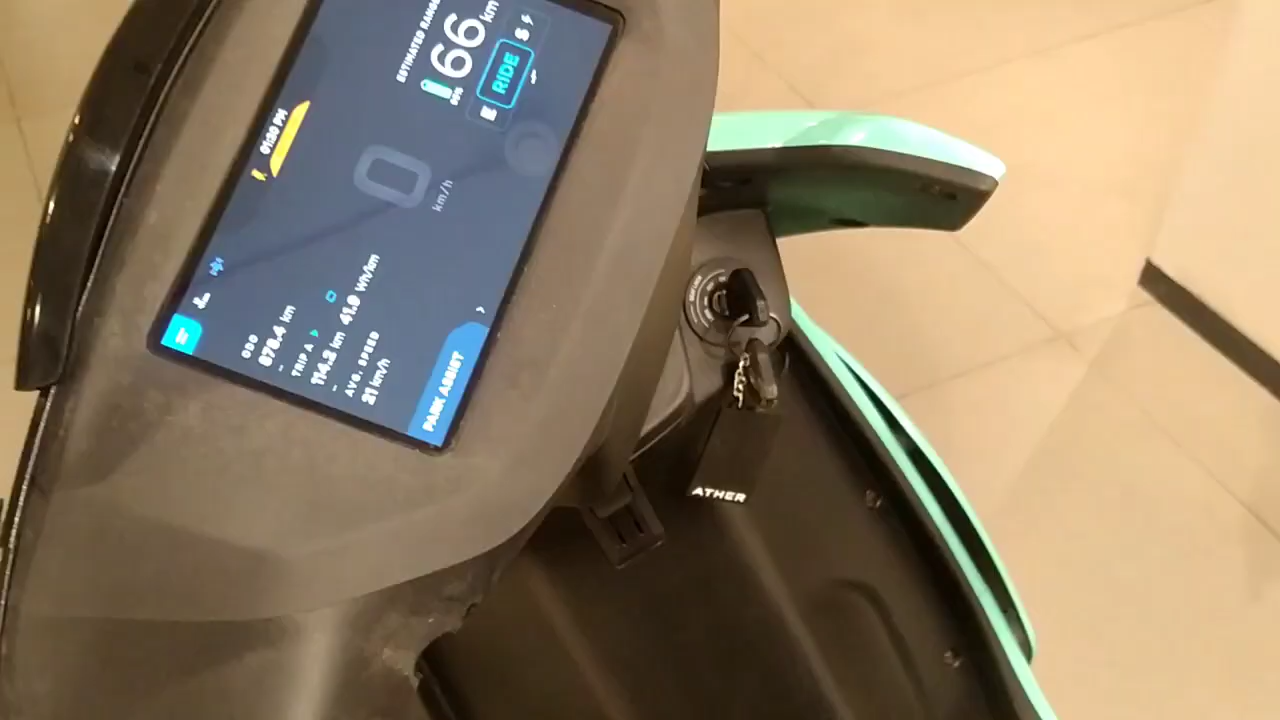 01:30 PM
ESTIMATED RANGE
66 km
RIDE
S
E
0
km/h
ODO
878.4 km
TRIP A
114.2 km 41.9 Wh/km
AVG. SPEED
21 km/h
PARK ASSIST
ATHER